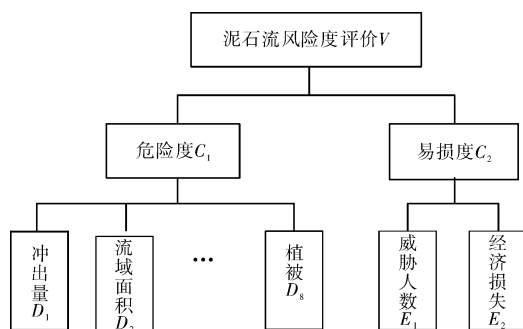 泥石流风险度评价V
危险度C₁
易损度C₂
冲出量D₁
流域面积D₂
...
植被D₈
威胁人数E₁
经济损失E₂